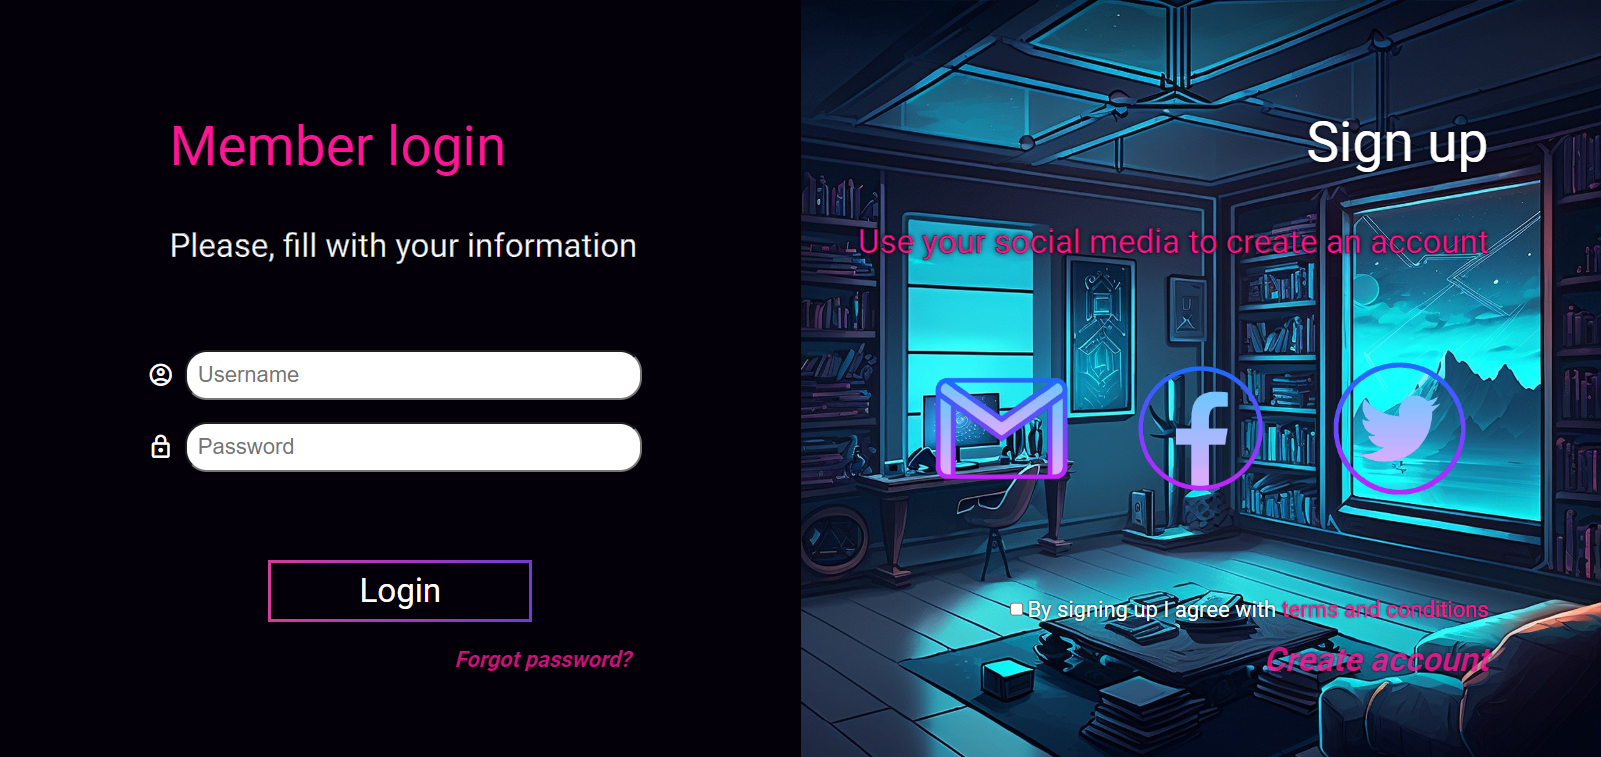 Member login
Please, fill with your information
Username
Password
Login
Forgot password?
Sign up
Use your social media to create an account
By signing up I agree with terms and conditions
Create account